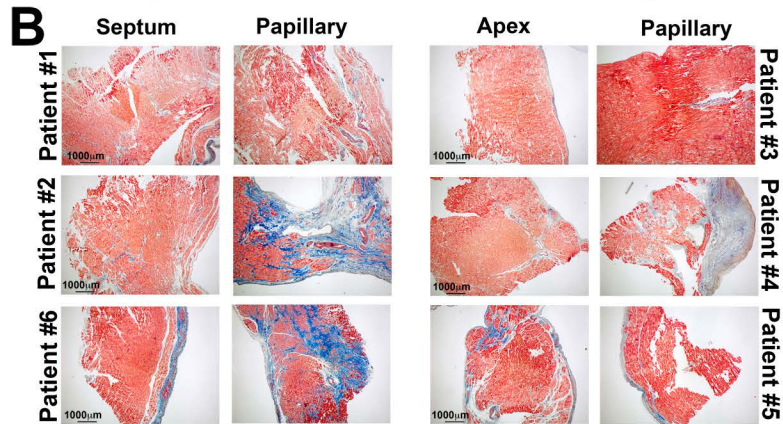 B
Septum
Papillary
Apex
Papillary
Patient #1
1000µm
1000µm
Patient #3
Patient #2
1000µm
1000µm
Patient #4
Patient #6
1000µm
1000µm
Patient #5